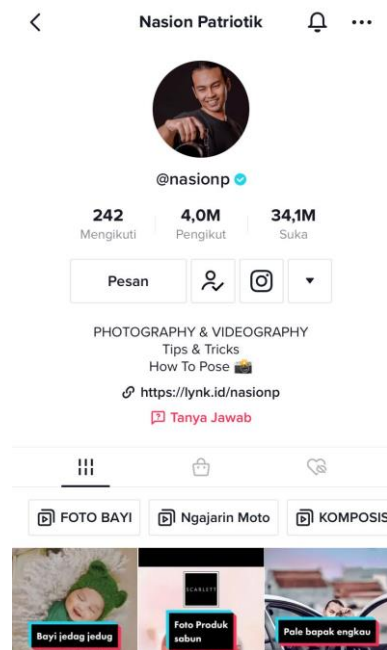 Nasion Patriotik
@nasionp
242 4,0M 34,1M
Mengikuti Pengikut Suka
Pesan
PHOTOGRAPHY & VIDEOGRAPHY
Tips & Tricks
How To Pose
https://lynk.id/nasionp
Tanya Jawab
FOTO BAYI Ngajarin Moto KOMPOSIS
SCARLETT
Bayi jedag jedug
Foto Produk
sabun
Pale bapak engkau